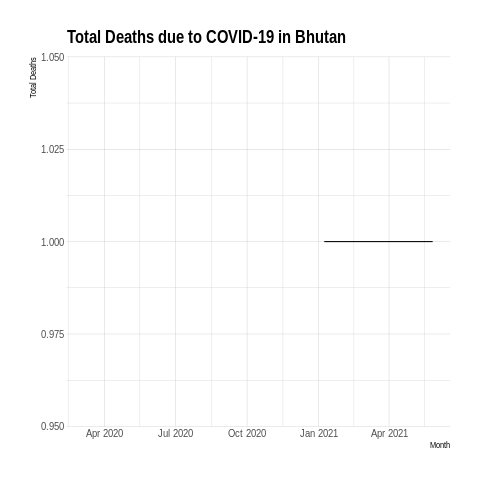 Total Deaths due to COVID-19 in Bhutan
Total Deaths
1.050
1.025
1.000
0.975
0.950
Apr 2020 Jul 2020 Oct 2020 Jan 2021 Apr 2021
Month